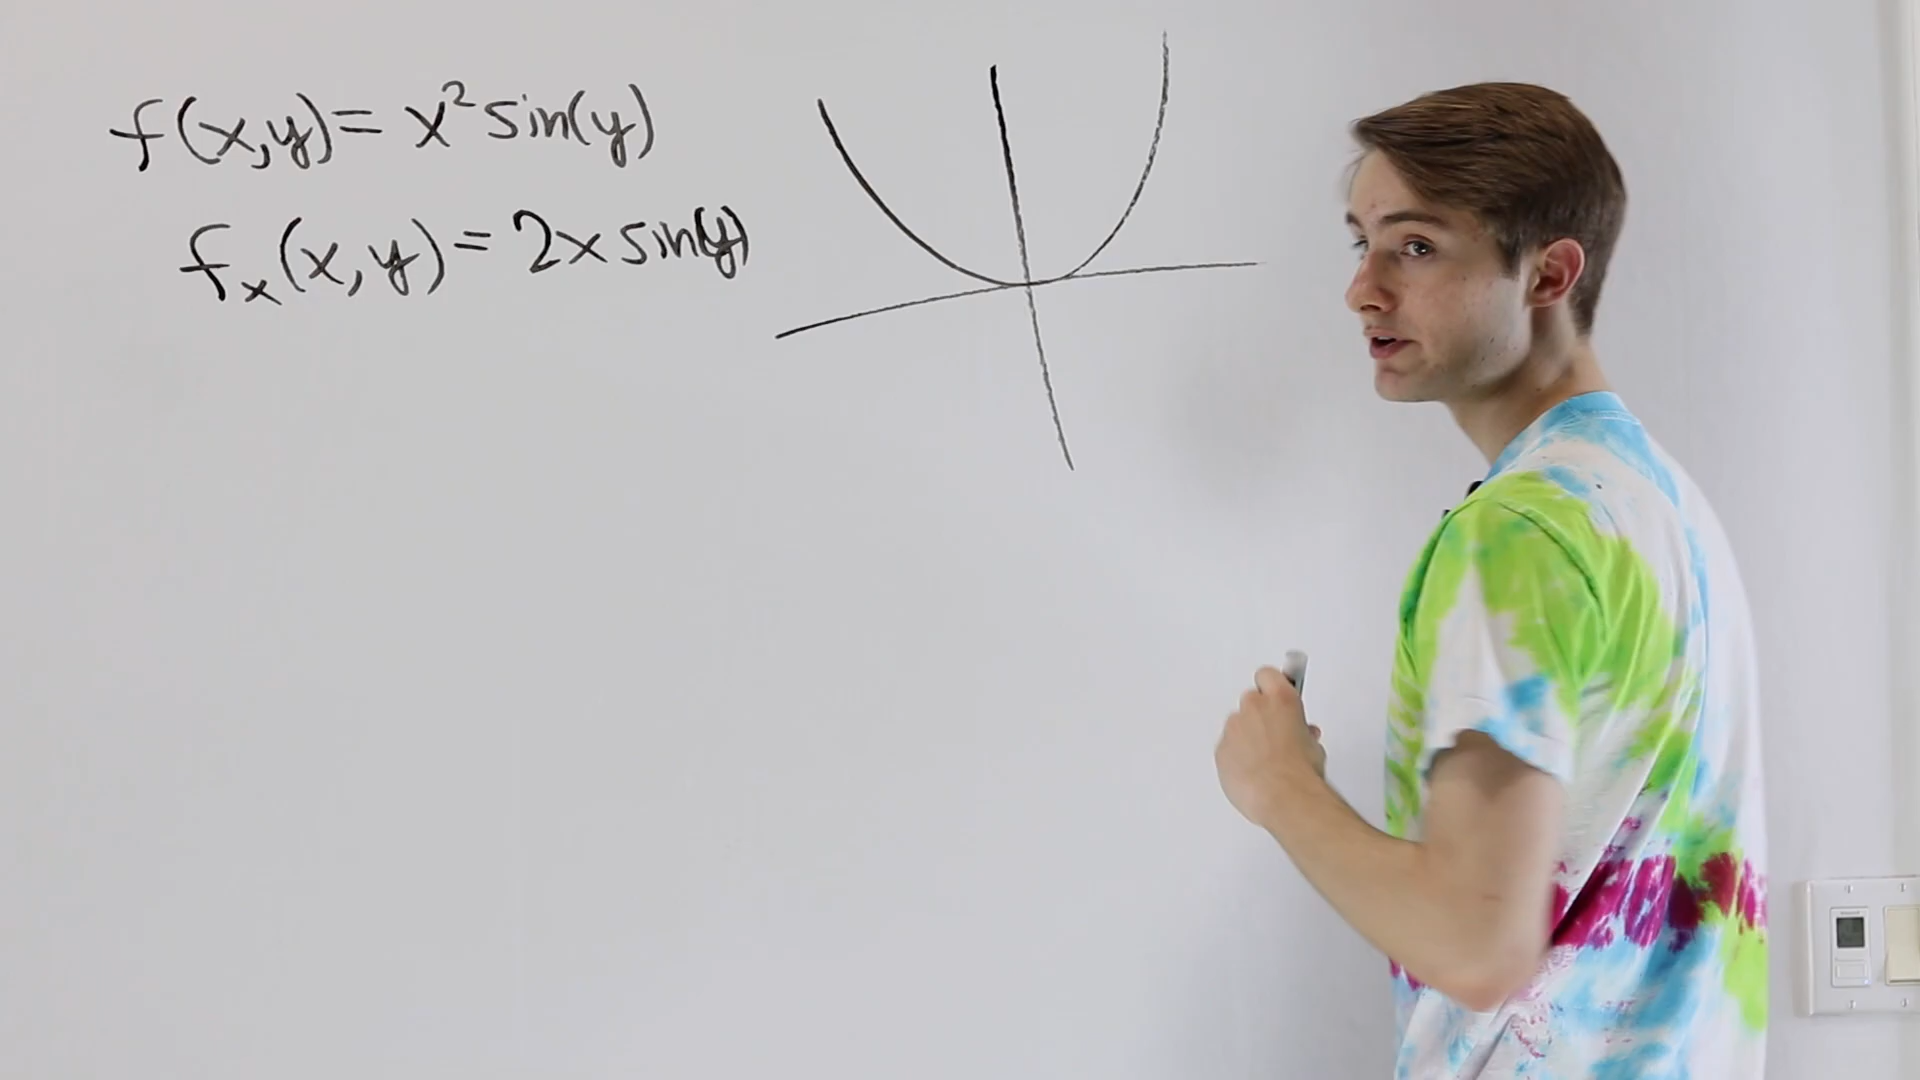 f(x,y)= x² sin(y)
fₓ(x,y)= 2x sin(y)